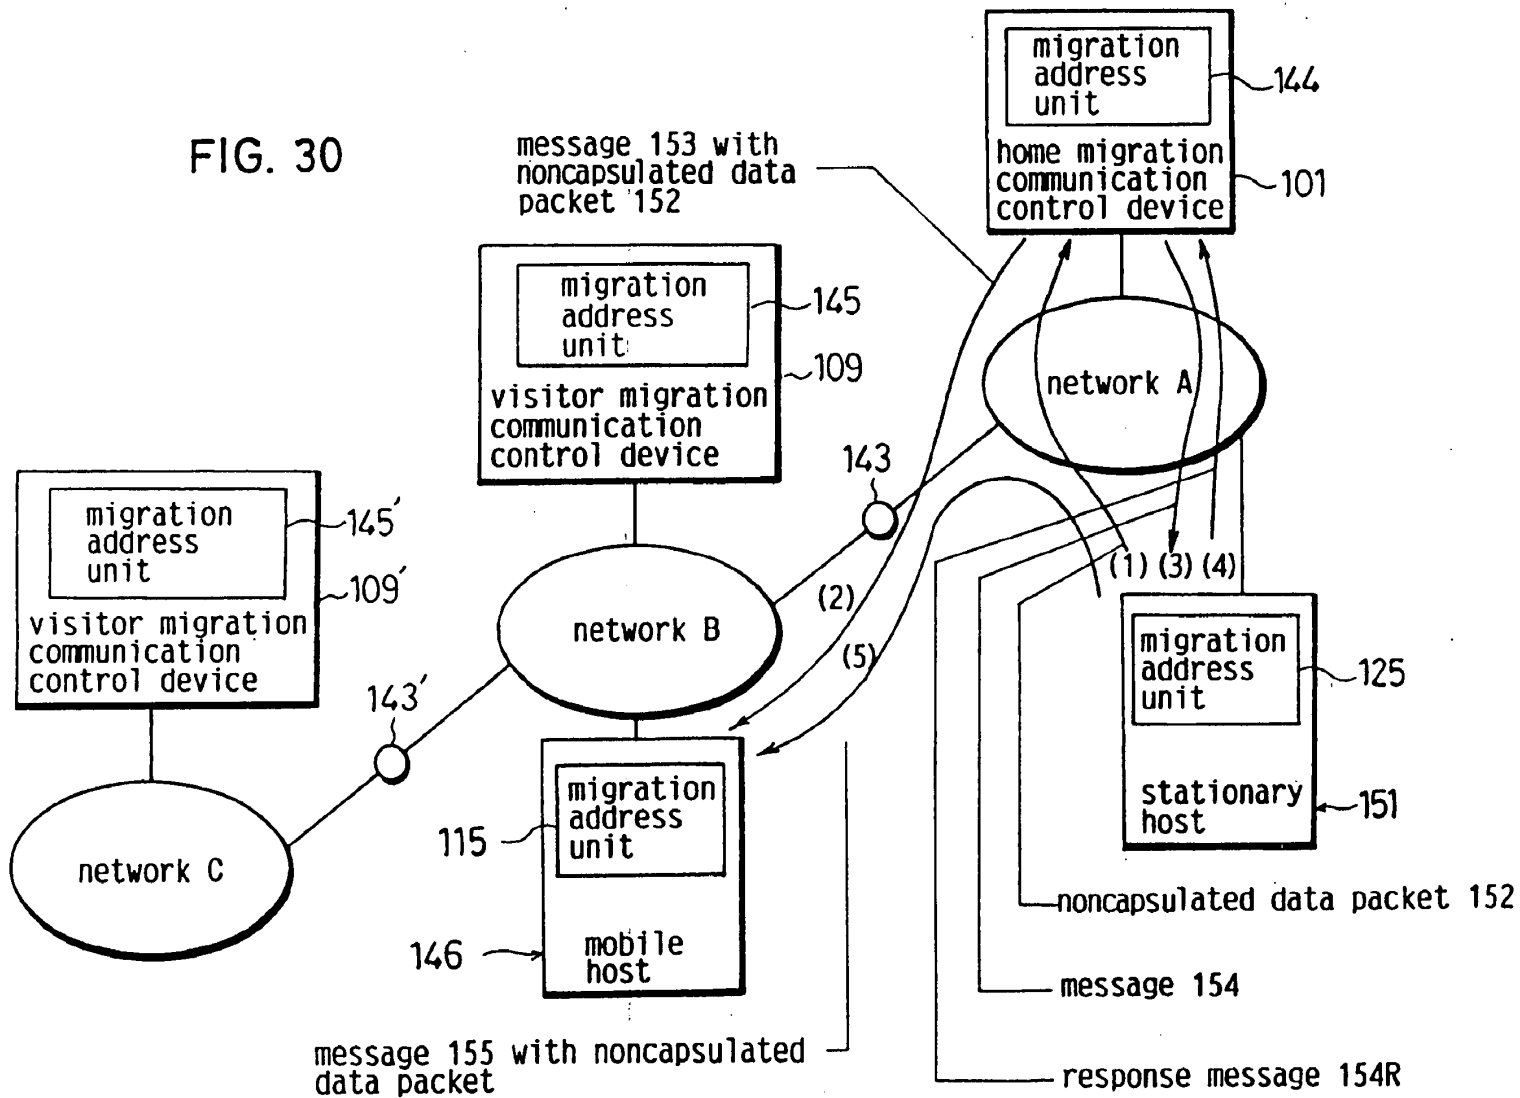 FIG. 30
migration
address
unit
144
home migration
communication
control device
101
message 153 with
noncapsulated data
packet 152
migration
address
unit
145
visitor migration
communication
control device
109
network A
143
migration
address
unit
145'
visitor migration
communication
control device
109'
(1) (3) (4)
(2)
(5)
network B
143'
migration
address
unit
125
stationary
host
151
network C
migration
address
unit
115
mobile
host
146
noncapsulated data packet 152
message 154
response message 154R
message 155 with noncapsulated
data packet